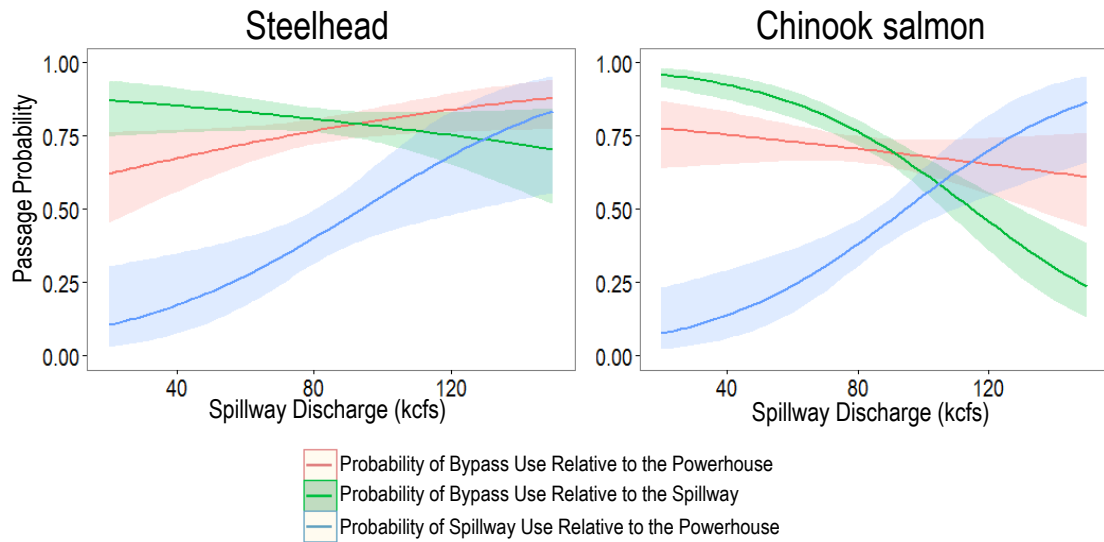 Steelhead
Chinook salmon
Passage Probability
1.00
0.75
0.50
0.25
0.00
40
80
120
Spillway Discharge (kcfs)
1.00
0.75
0.50
0.25
0.00
40
80
120
Spillway Discharge (kcfs)
Probability of Bypass Use Relative to the Powerhouse
Probability of Bypass Use Relative to the Spillway
Probability of Spillway Use Relative to the Powerhouse